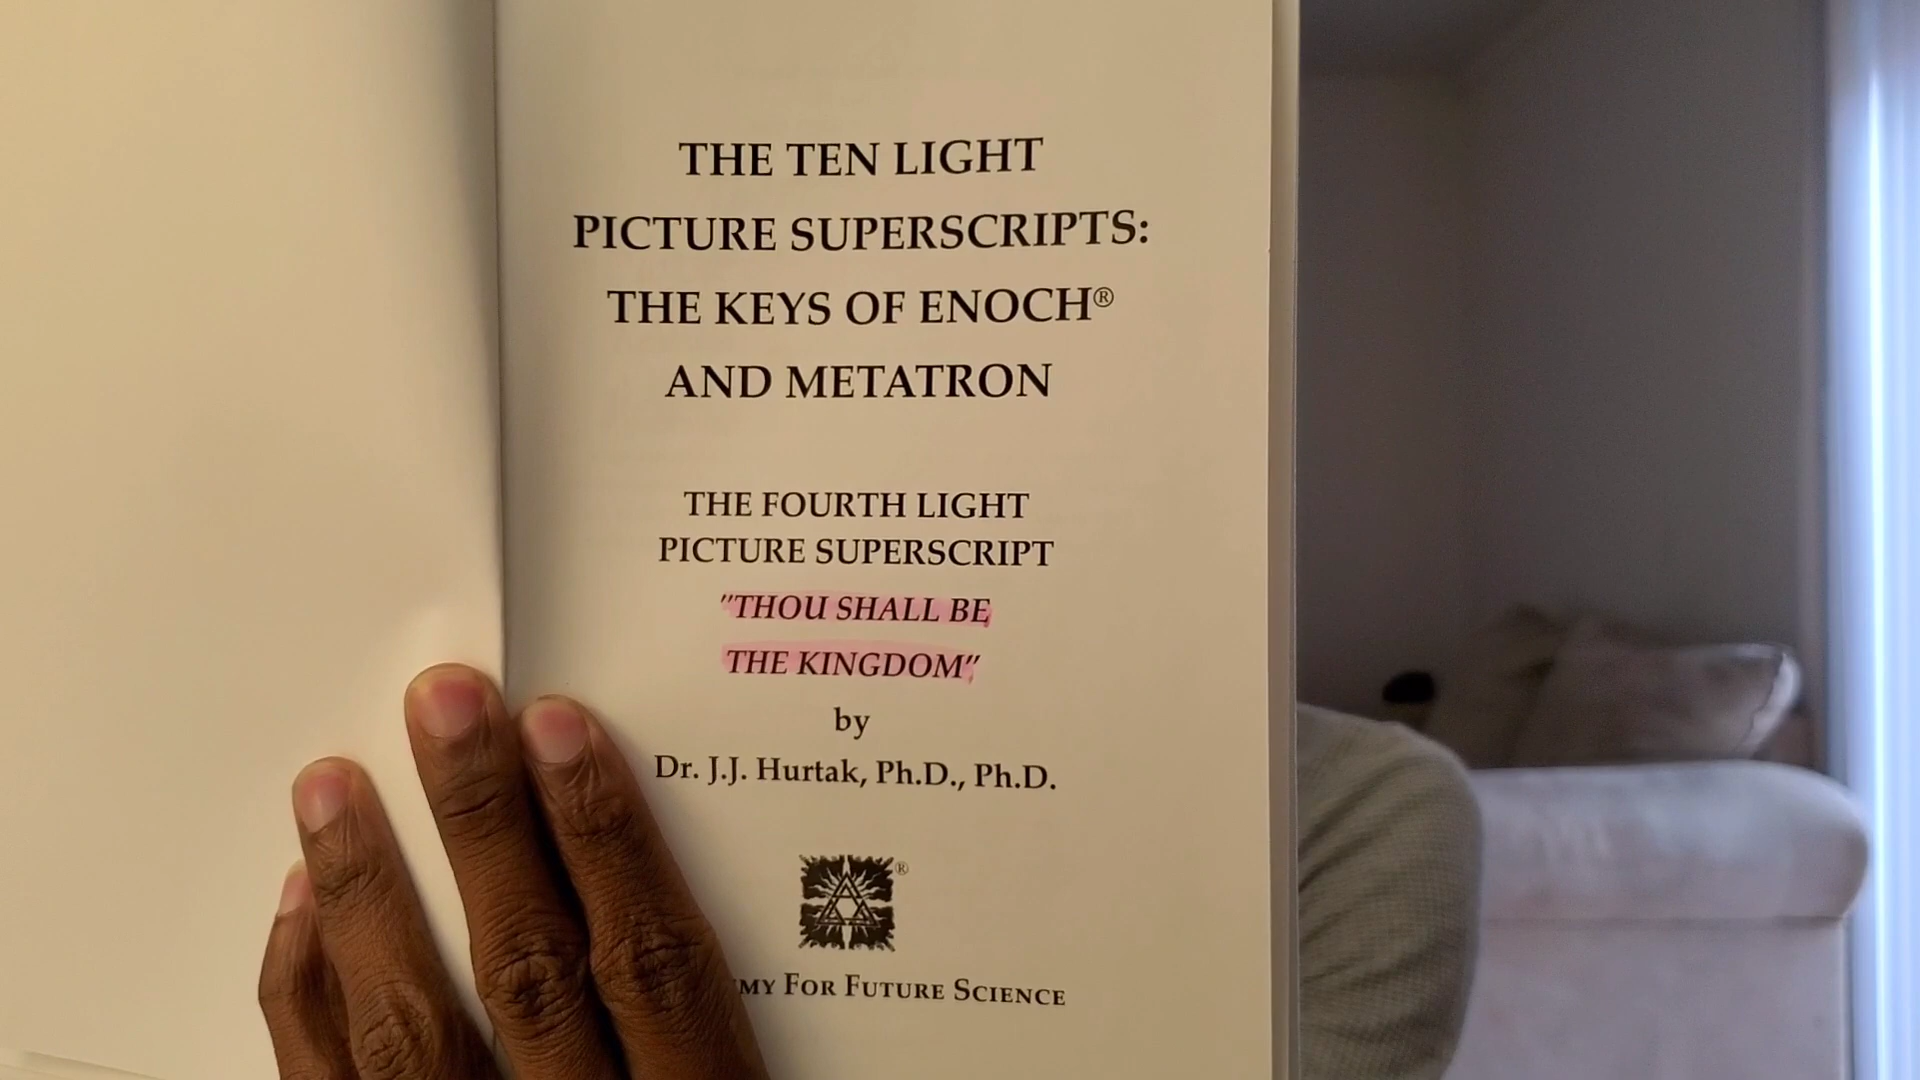 THE TEN LIGHT
PICTURE SUPERSCRIPTS:
THE KEYS OF ENOCH®
AND METATRON
THE FOURTH LIGHT
PICTURE SUPERSCRIPT
"THOU SHALL BE
THE KINGDOM"
by
Dr. J.J. Hurtak, Ph.D., Ph.D.
®
FOR FUTURE SCIENCE